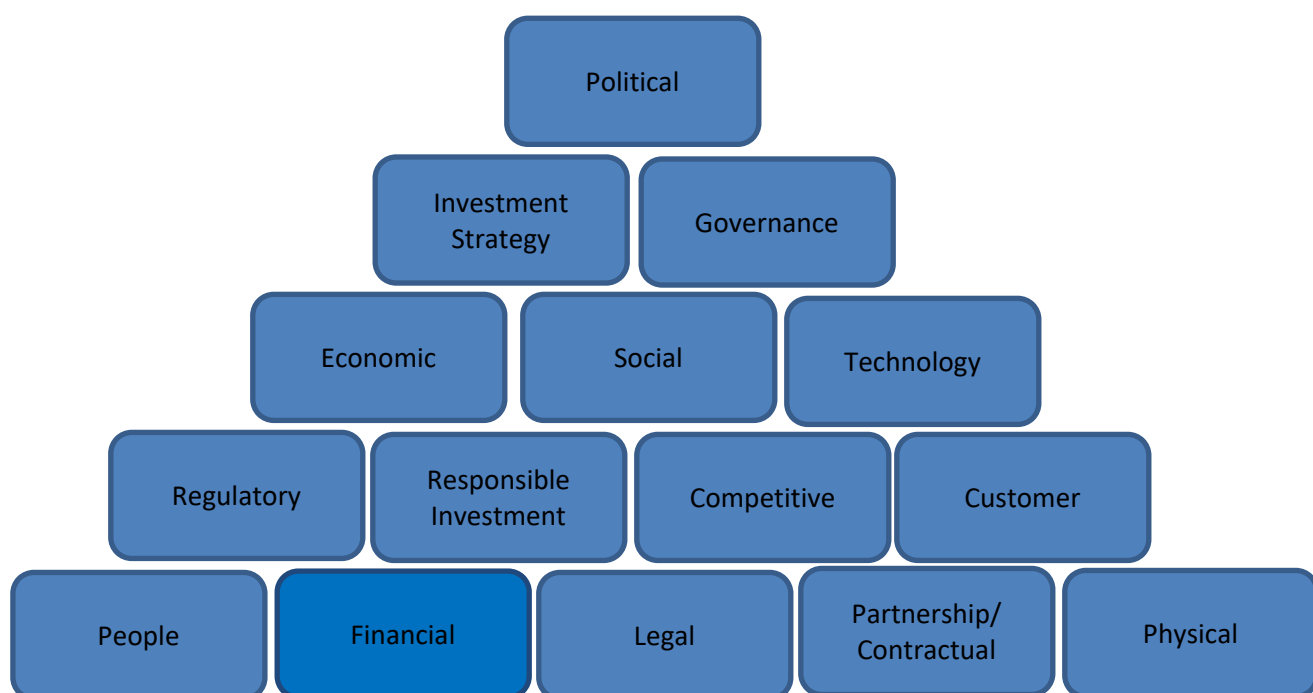 Political
Investment
Strategy
Governance
Economic
Social
Technology
Regulatory
Responsible
Investment
Competitive
Customer
People
Financial
Legal
Partnership/
Contractual
Physical